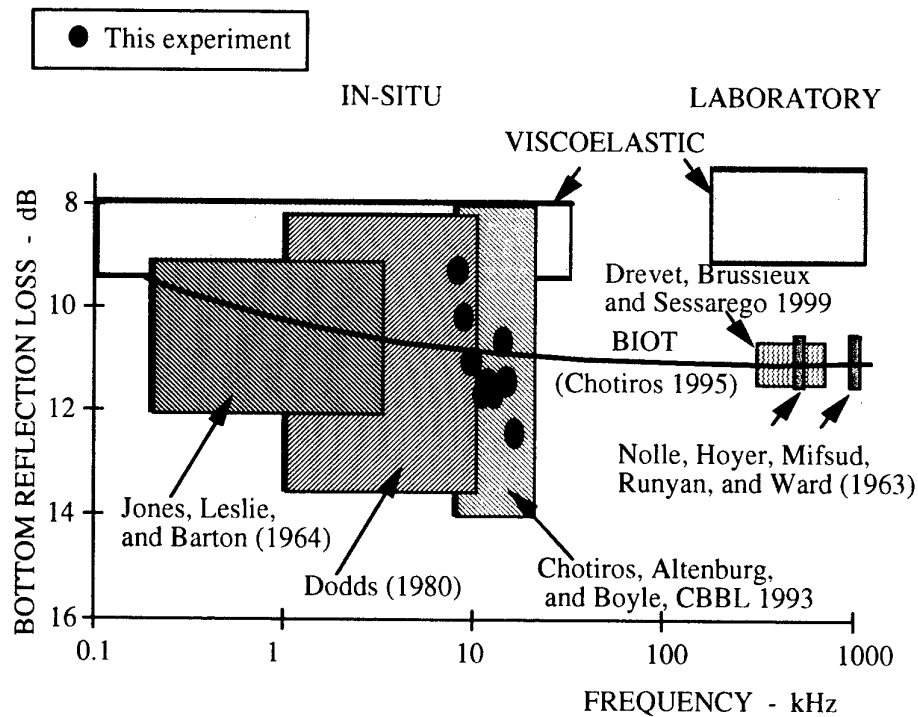 This experiment
IN-SITU
LABORATORY
VISCOELASTIC
BOTTOM REFLECTION LOSS - dB
8
10
12
14
16
Drevet, Brussieux
and Sessarego 1999
BIOT
(Chotiros 1995)
Nolle, Hoyer, Mifsud,
Runyan, and Ward (1963)
Jones, Leslie,
and Barton (1964)
Dodds (1980)
Chotiros, Altenburg,
and Boyle, CBBL 1993
0.1
1
10
100
1000
FREQUENCY - kHz